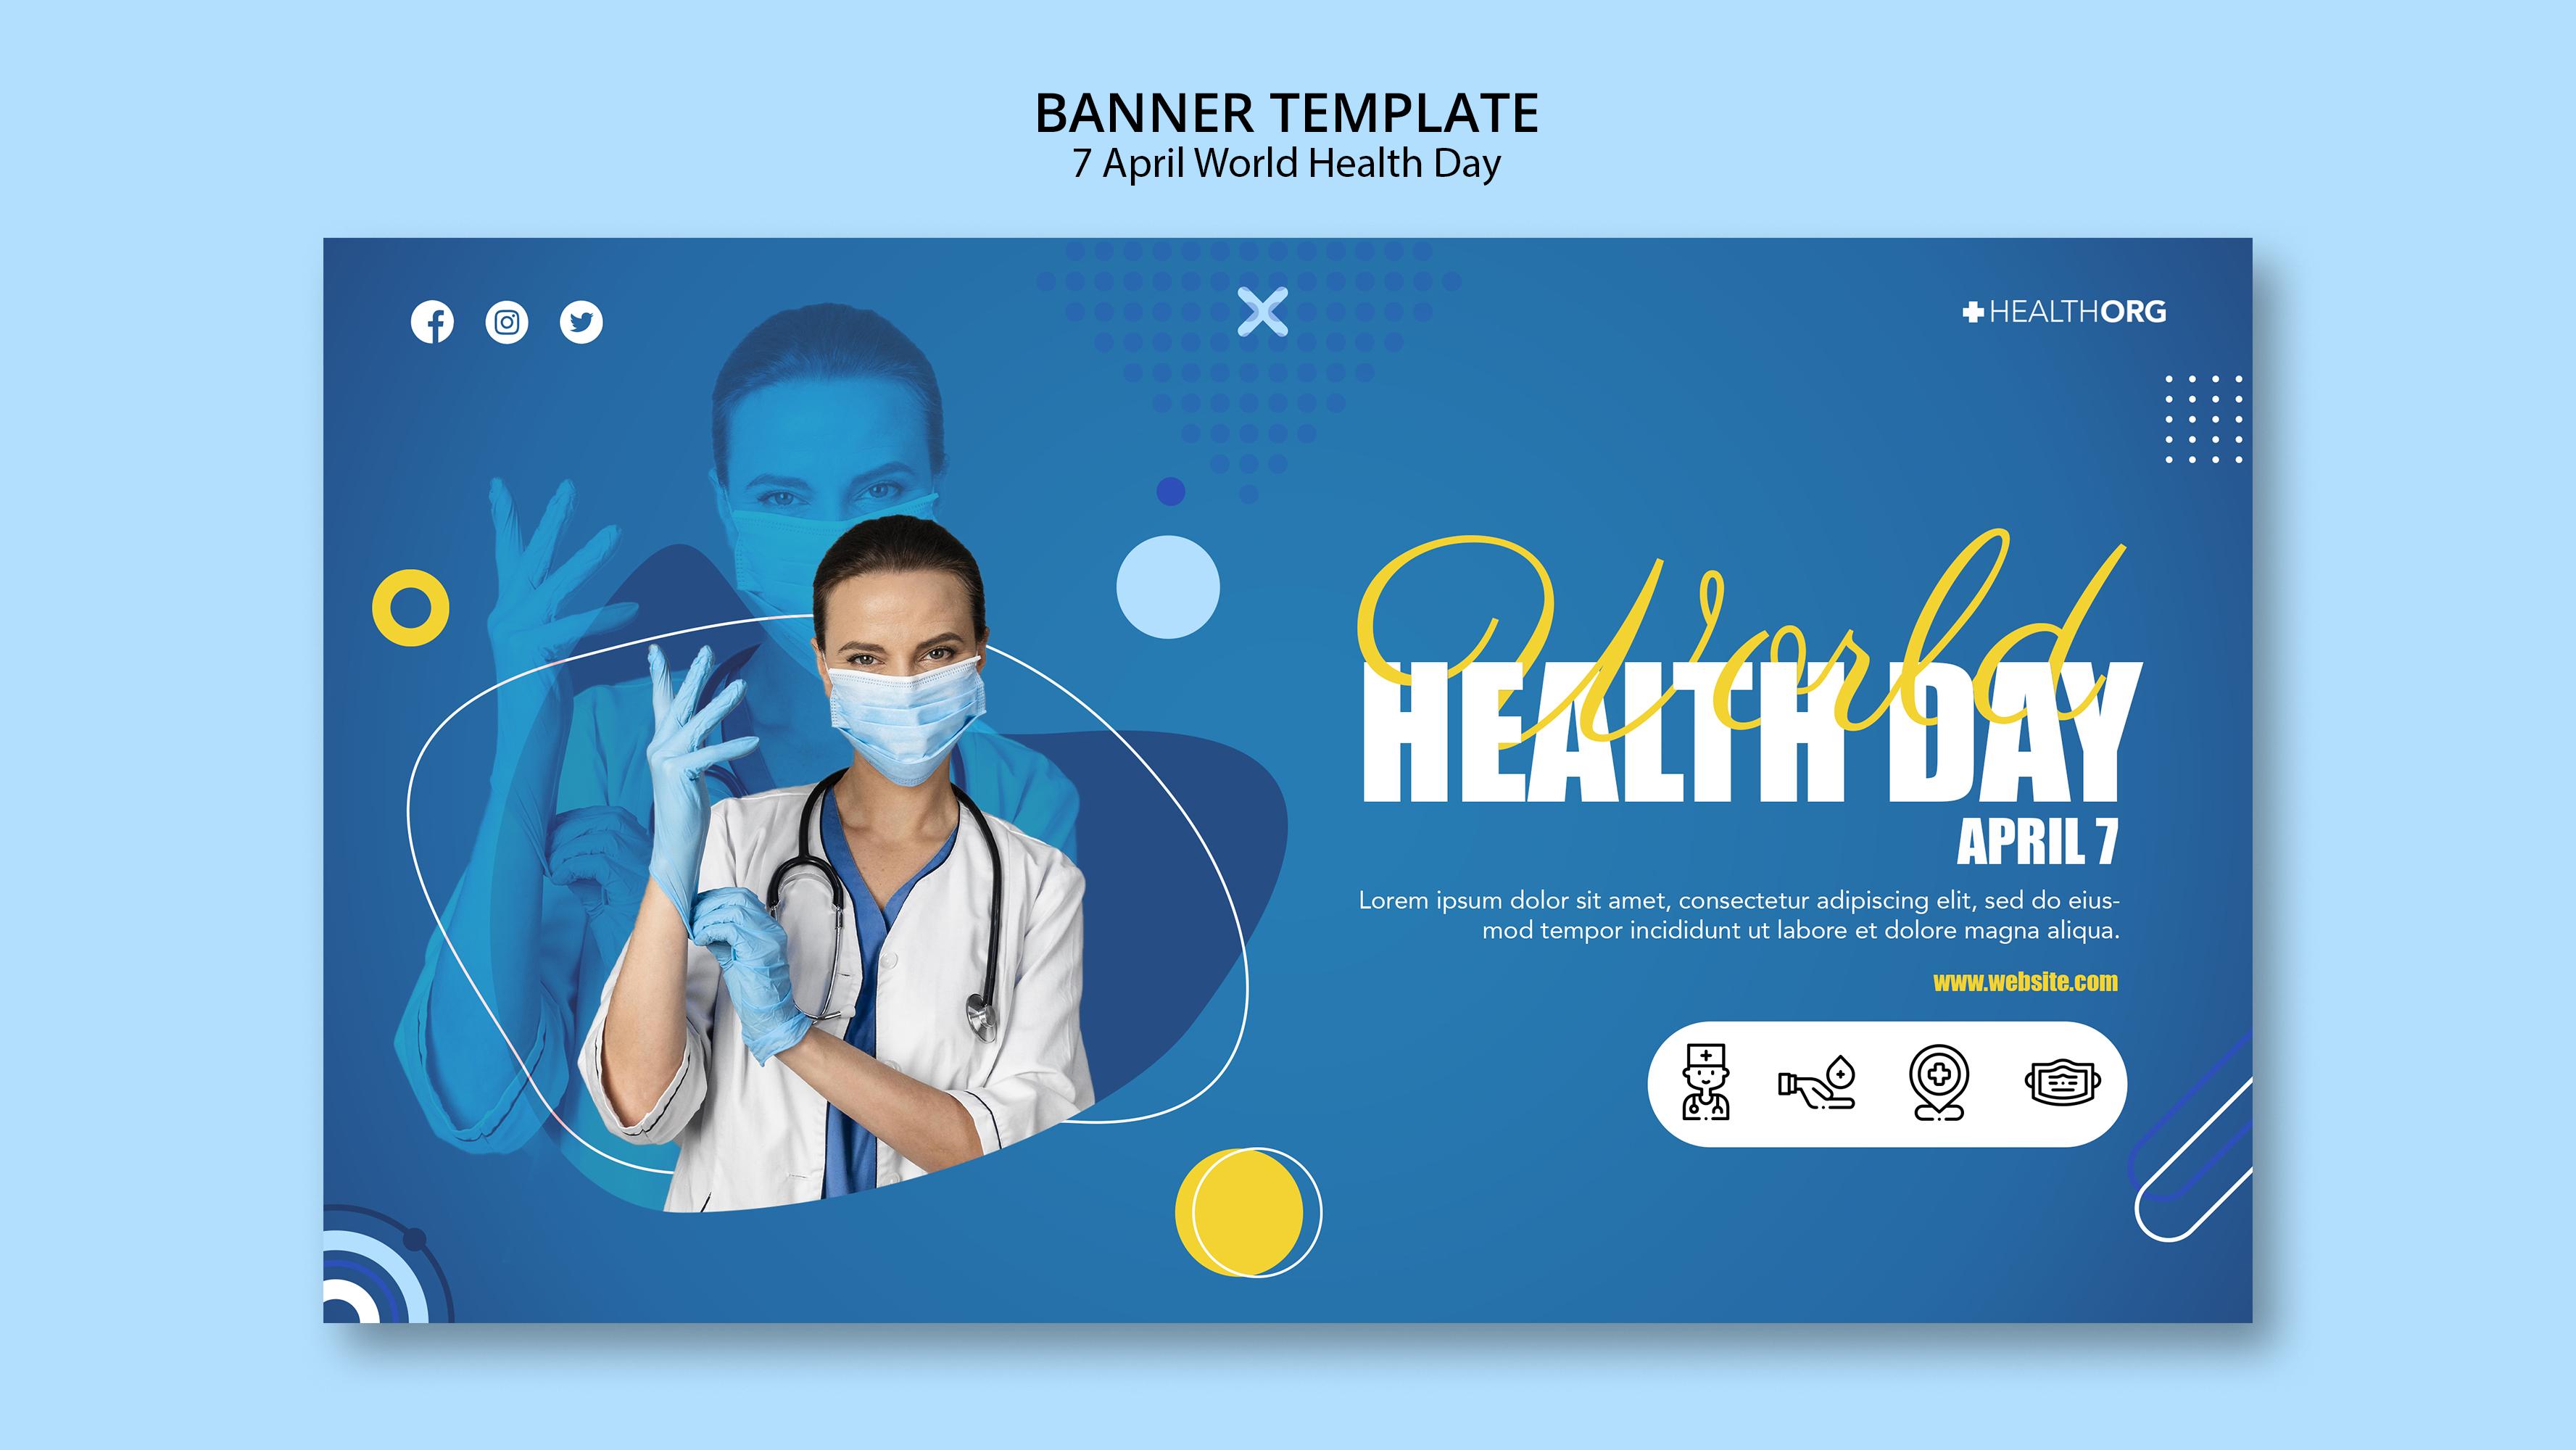 BANNER TEMPLATE
7 April World Health Day
HEALTHORG
World
HEALTH DAY
APRIL 7
Lorem ipsum dolor sit amet, consectetur adipiscing elit, sed do eius-
mod tempor incididunt ut labore et dolore magna aliqua.
www.website.com